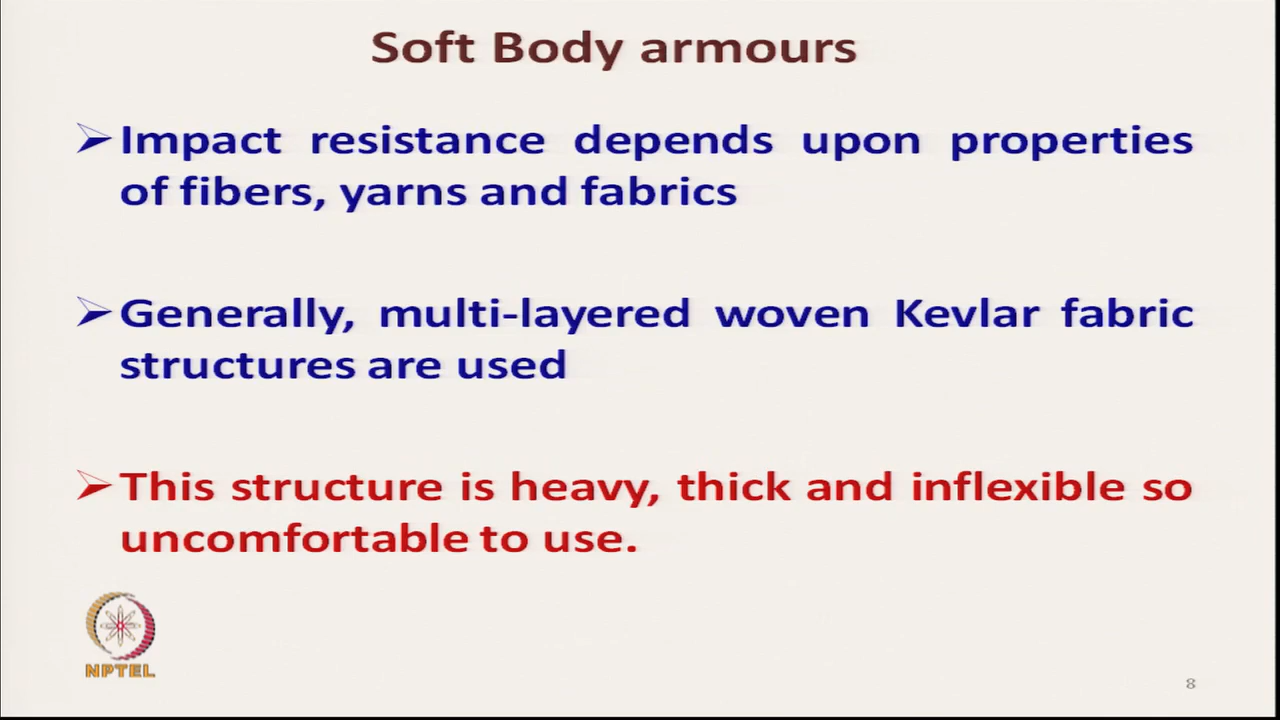 Soft Body armours
Impact resistance depends upon properties
of fibers, yarns and fabrics
Generally, multi-layered woven Kevlar fabric
structures are used
This structure is heavy, thick and inflexible so
uncomfortable to use.
NPTEL
8